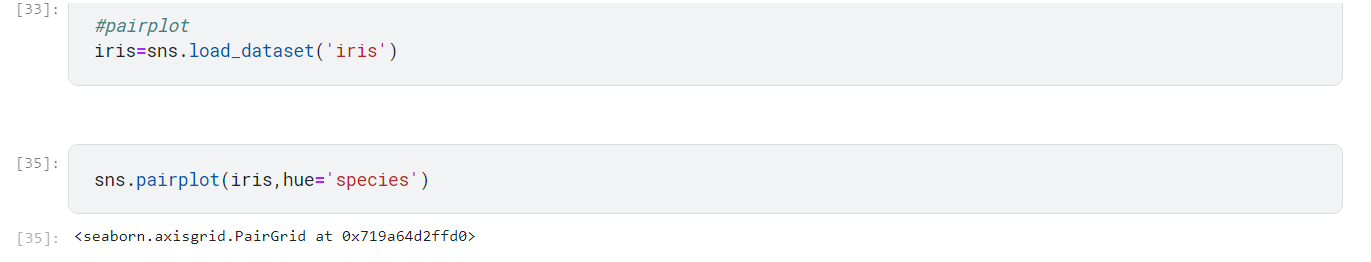 [33]:
#pairplot
iris=sns.load_dataset('iris')
[35]:
sns.pairplot(iris,hue='species')
[35]:
<seaborn.axisgrid.PairGrid at 0x719a64d2ffd0>